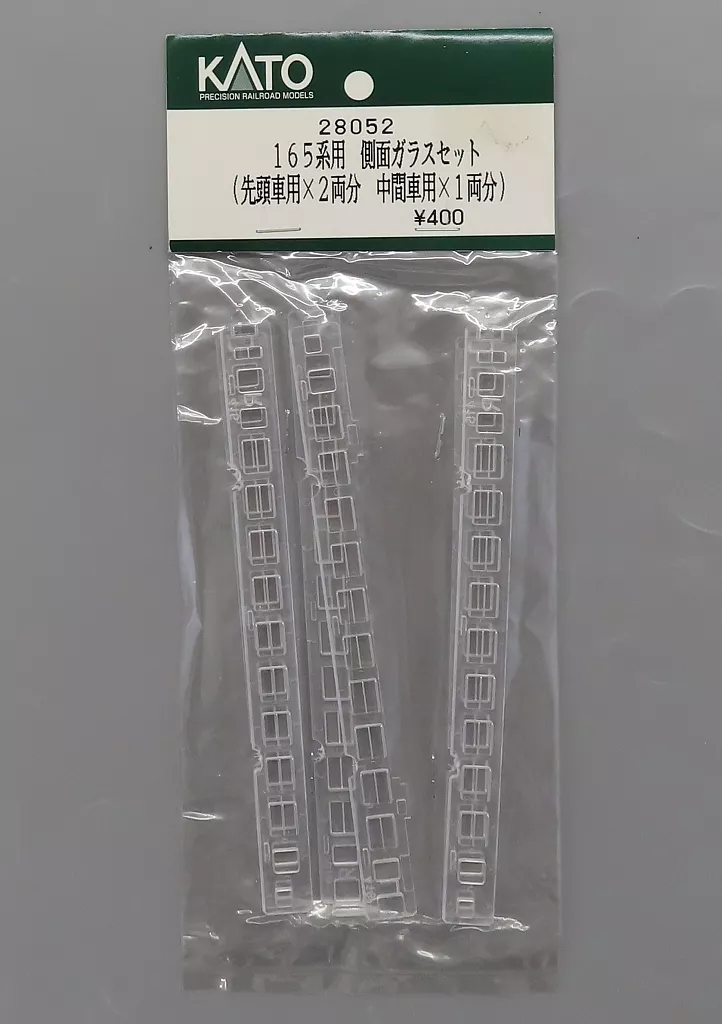 KATO
PRECISION RAILROAD MODELS
28052
165系用 側面ガラスセット
(先頭車用×2両分 中間車用×1両分)
¥400